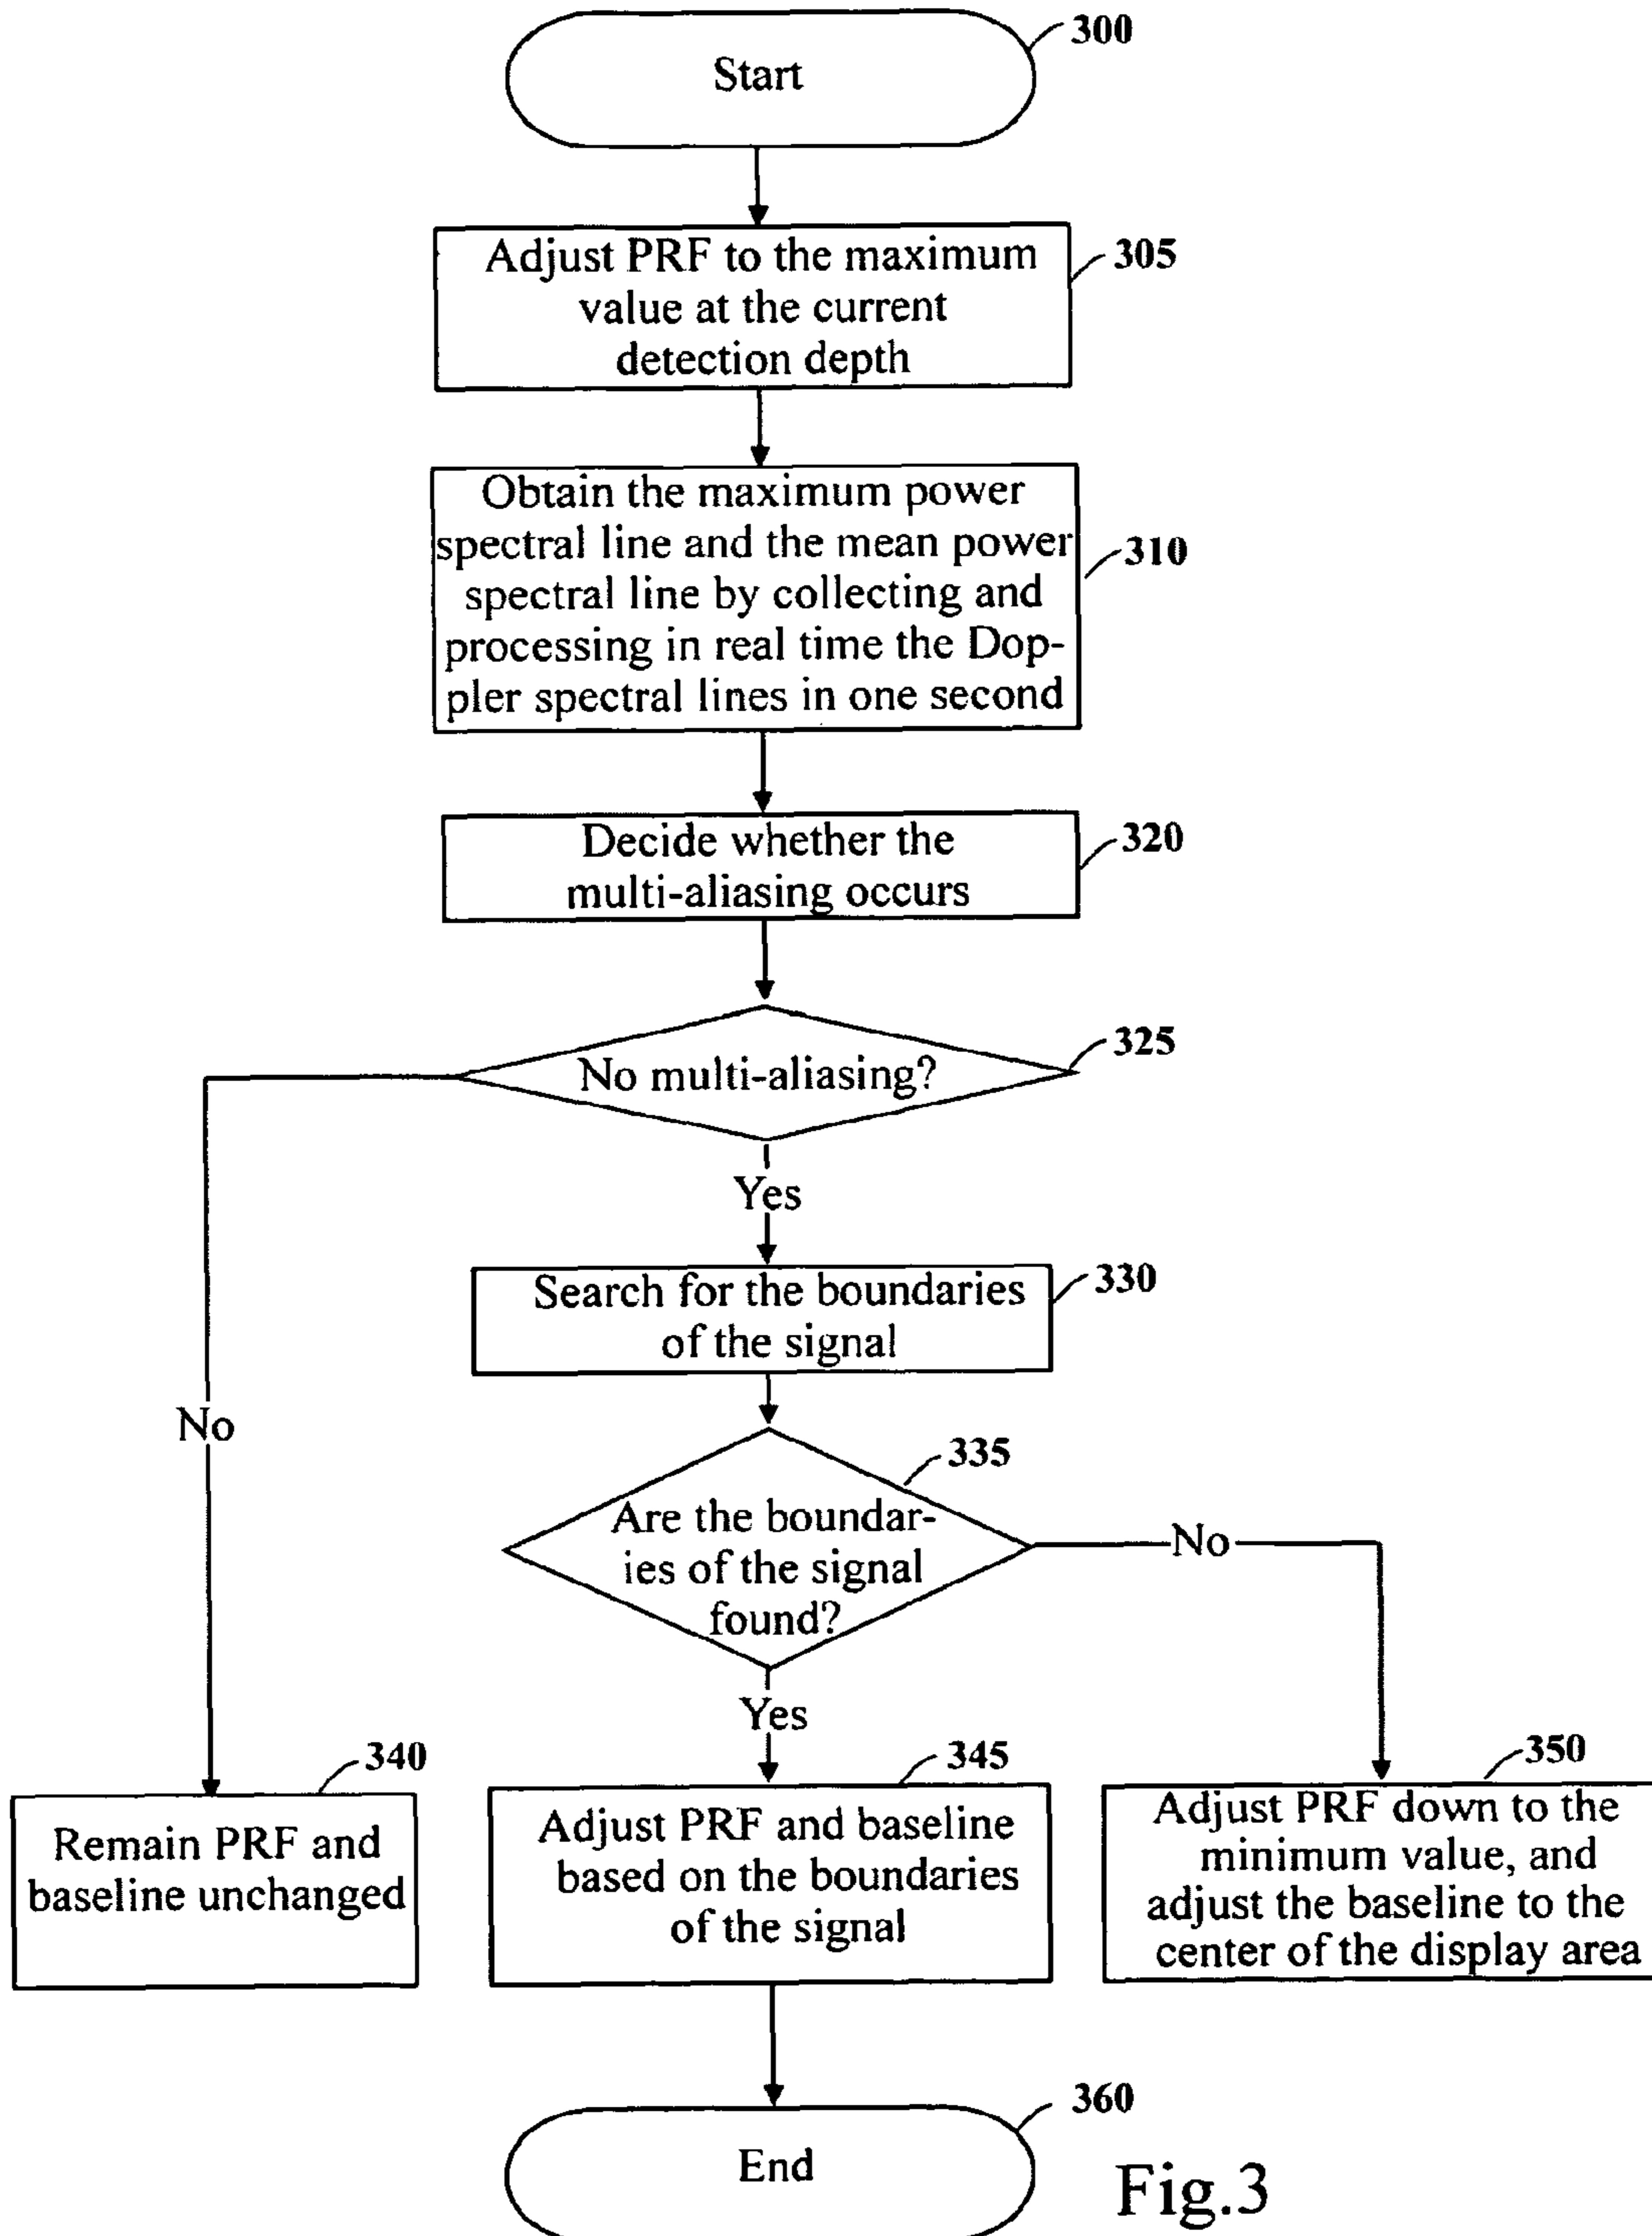 300
Start
305
Adjust PRF to the maximum
value at the current
detection depth
310
Obtain the maximum power
spectral line and the mean power
spectral line by collecting and
processing in real time the Dop-
pler spectral lines in one second
320
Decide whether the
multi-aliasing occurs
325
No multi-aliasing?
Yes
330
Search for the boundaries
of the signal
No
335
Are the boundar-
ies of the signal
found?
No
Yes
340
Remain PRF and
baseline unchanged
345
Adjust PRF and baseline
based on the boundaries
of the signal
350
Adjust PRF down to the
minimum value, and
adjust the baseline to the
center of the display area
360
End
Fig.3